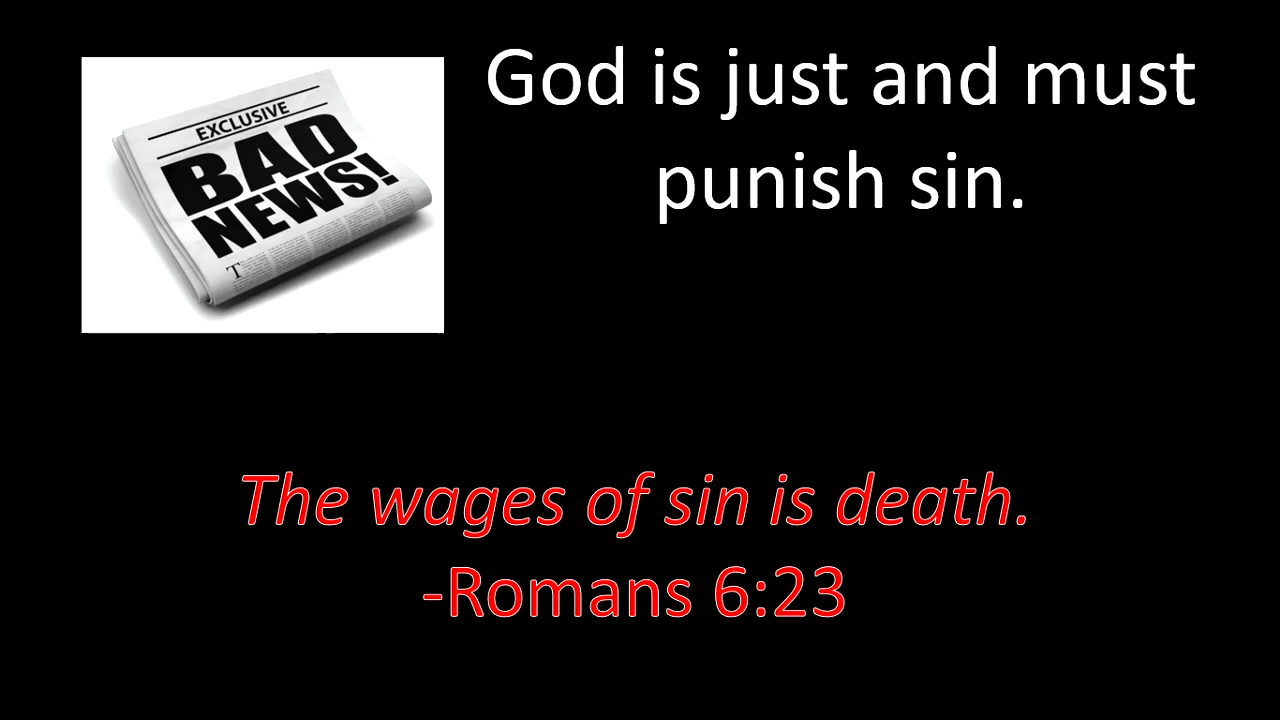 EXCLUSIVE
BAD
NEWS!
T
God is just and must
punish sin.
The wages of sin is death.
-Romans 6:23